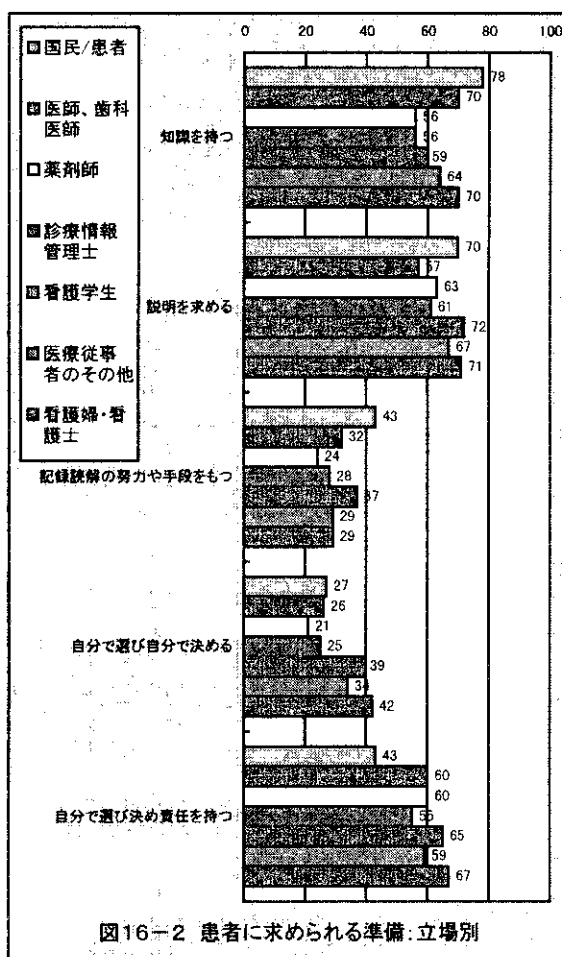 0 20 40 60 80 100
国民/患者
医師、歯科
医師
薬剤師
診療情報
管理士
看護学生
医療従事
者のその他
看護婦・看
護士
知識を持つ
78
70
56
56
59
64
70
説明を求める
70
57
63
61
72
67
71
記録読解の努力や手段をもつ
43
32
24
28
37
29
29
自分で選び自分で決める
27
26
21
25
39
34
42
自分で選び決め責任を持つ
43
60
60
55
65
59
67
図16-2 患者に求められる準備:立場別